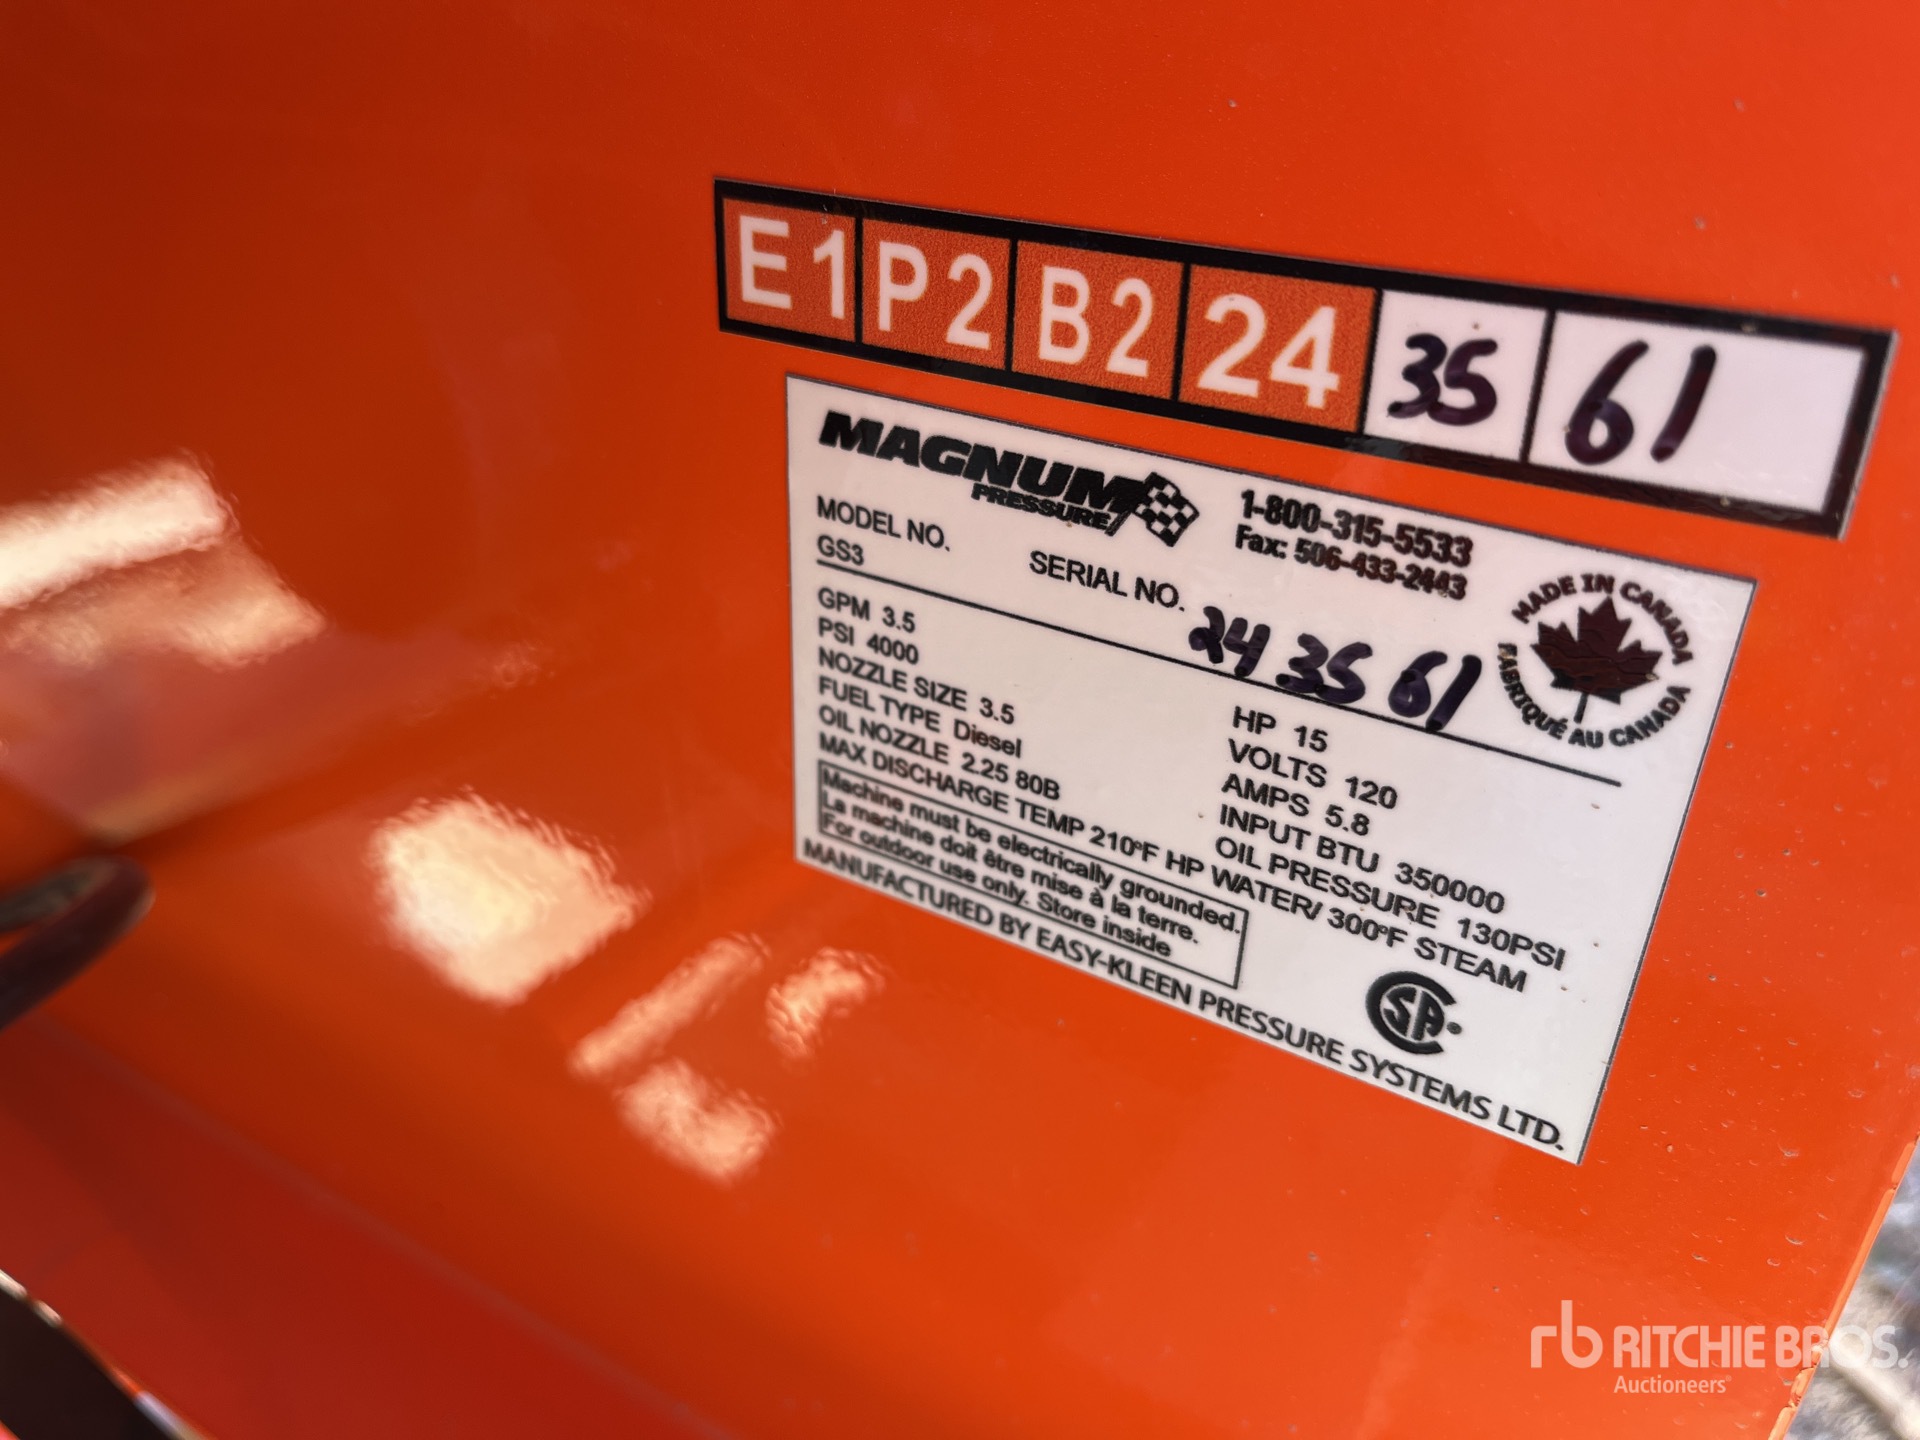 E1 P2 B2 24 35 61
MAGNUM
PRESSURE
1-800-315-5533
Fax: 506-433-2443
MODEL NO.
GS3
SERIAL NO. 24 35 61
MADE IN CANADA
FABRIQUÉ AU CANADA
GPM 3.5
PSI 4000
NOZZLE SIZE 3.5
FUEL TYPE Diesel
OIL NOZZLE 2.25 80B
HP 15
VOLTS 120
AMPS 5.8
INPUT BTU 350000
OIL PRESSURE 130PSI
MAX DISCHARGE TEMP 210°F HP WATER/ 300°F STEAM
Machine must be electrically grounded.
La machine doit être mise à la terre.
For outdoor use only. Store inside
CSA
MANUFACTURED BY EASY-KLEEN PRESSURE SYSTEMS LTD.
rb RITCHIE BROS.
Auctioneers